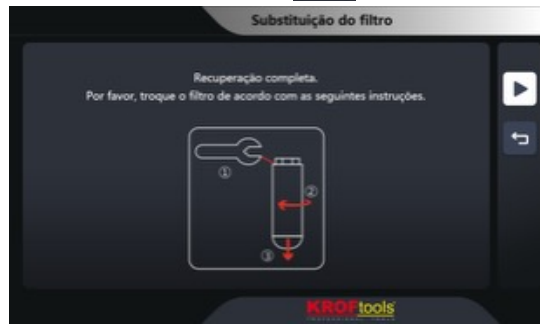 Substituição do filtro
Recuperação completa.
Por favor, troque o filtro de acordo com as seguintes instruções.
①
②
③
KROFtools